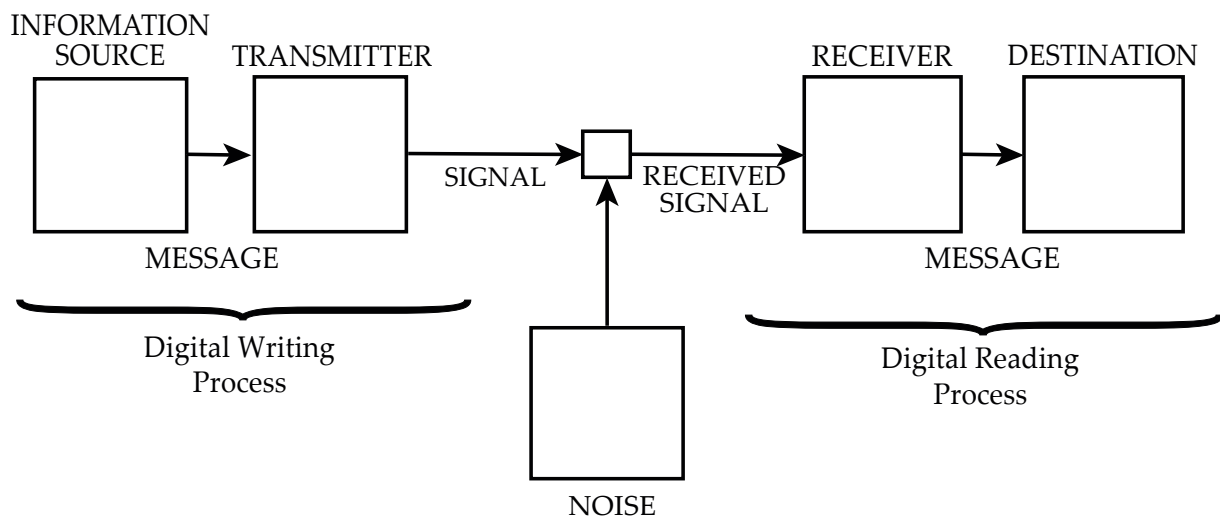 INFORMATION
SOURCE
TRANSMITTER
RECEIVER
DESTINATION
SIGNAL
RECEIVED
SIGNAL
MESSAGE
MESSAGE
Digital Writing
Process
Digital Reading
Process
NOISE